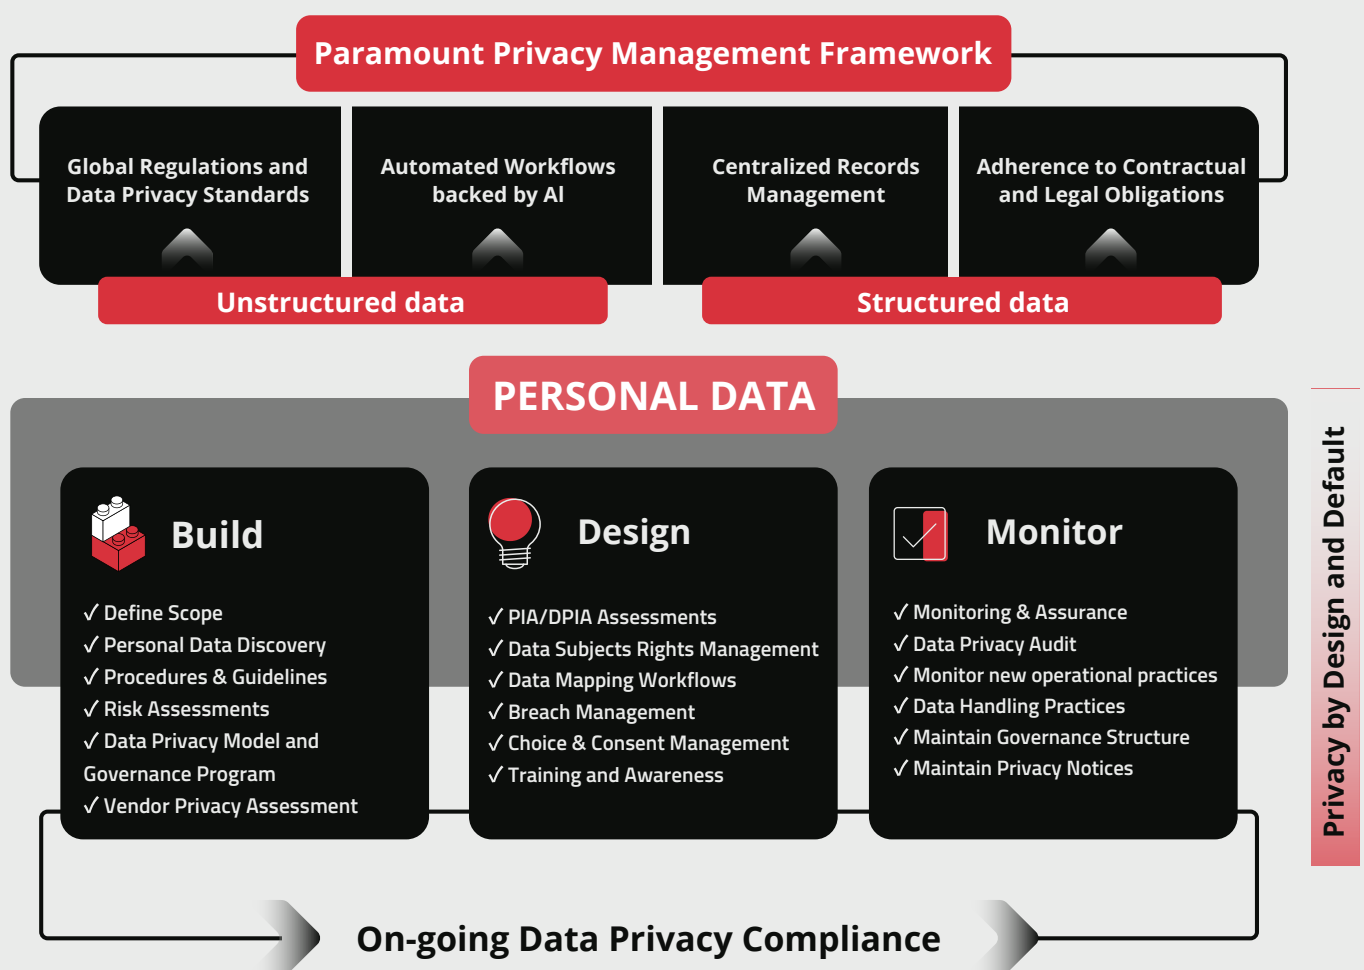 Paramount Privacy Management Framework
Global Regulations and
Data Privacy Standards
Automated Workflows
backed by AI
Centralized Records
Management
Adherence to Contractual
and Legal Obligations
Unstructured data
Structured data
PERSONAL DATA
Build
✓ Define Scope
✓ Personal Data Discovery
✓ Procedures & Guidelines
✓ Risk Assessments
✓ Data Privacy Model and
Governance Program
✓ Vendor Privacy Assessment
Design
✓ PIA/DPIA Assessments
✓ Data Subjects Rights Management
✓ Data Mapping Workflows
✓ Breach Management
✓ Choice & Consent Management
✓ Training and Awareness
Monitor
✓ Monitoring & Assurance
✓ Data Privacy Audit
✓ Monitor new operational practices
✓ Data Handling Practices
✓ Maintain Governance Structure
✓ Maintain Privacy Notices
Privacy by Design and Default
On-going Data Privacy Compliance